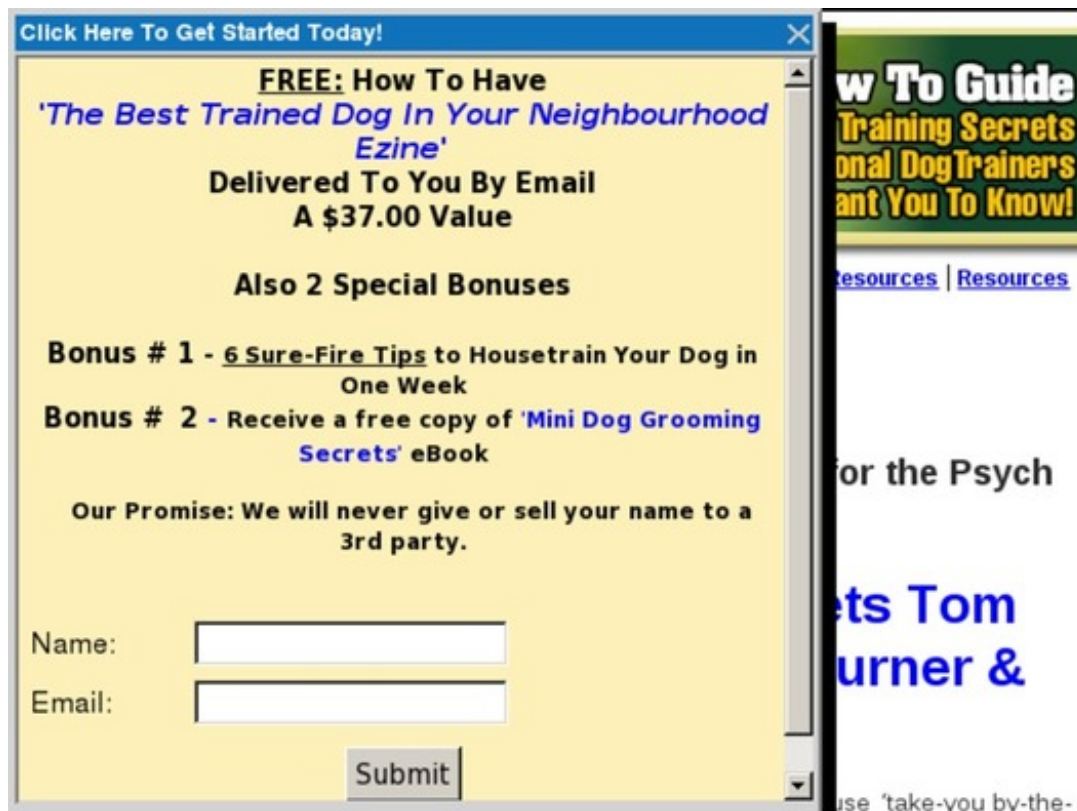 Click Here To Get Started Today!
FREE: How To Have
'The Best Trained Dog In Your Neighbourhood
Ezine'
Delivered To You By Email
A $37.00 Value
Also 2 Special Bonuses
Bonus # 1 - 6 Sure-Fire Tips to Housetrain Your Dog in
One Week
Bonus # 2 - Receive a free copy of 'Mini Dog Grooming
Secrets' eBook
Our Promise: We will never give or sell your name to a
3rd party.
Name:
Email:
Submit
w To Guide
Training Secrets
onal DogTrainers
ant You To Know!
esources | Resources
for the Psych
ets Tom
urner &
use 'take-you by-the-